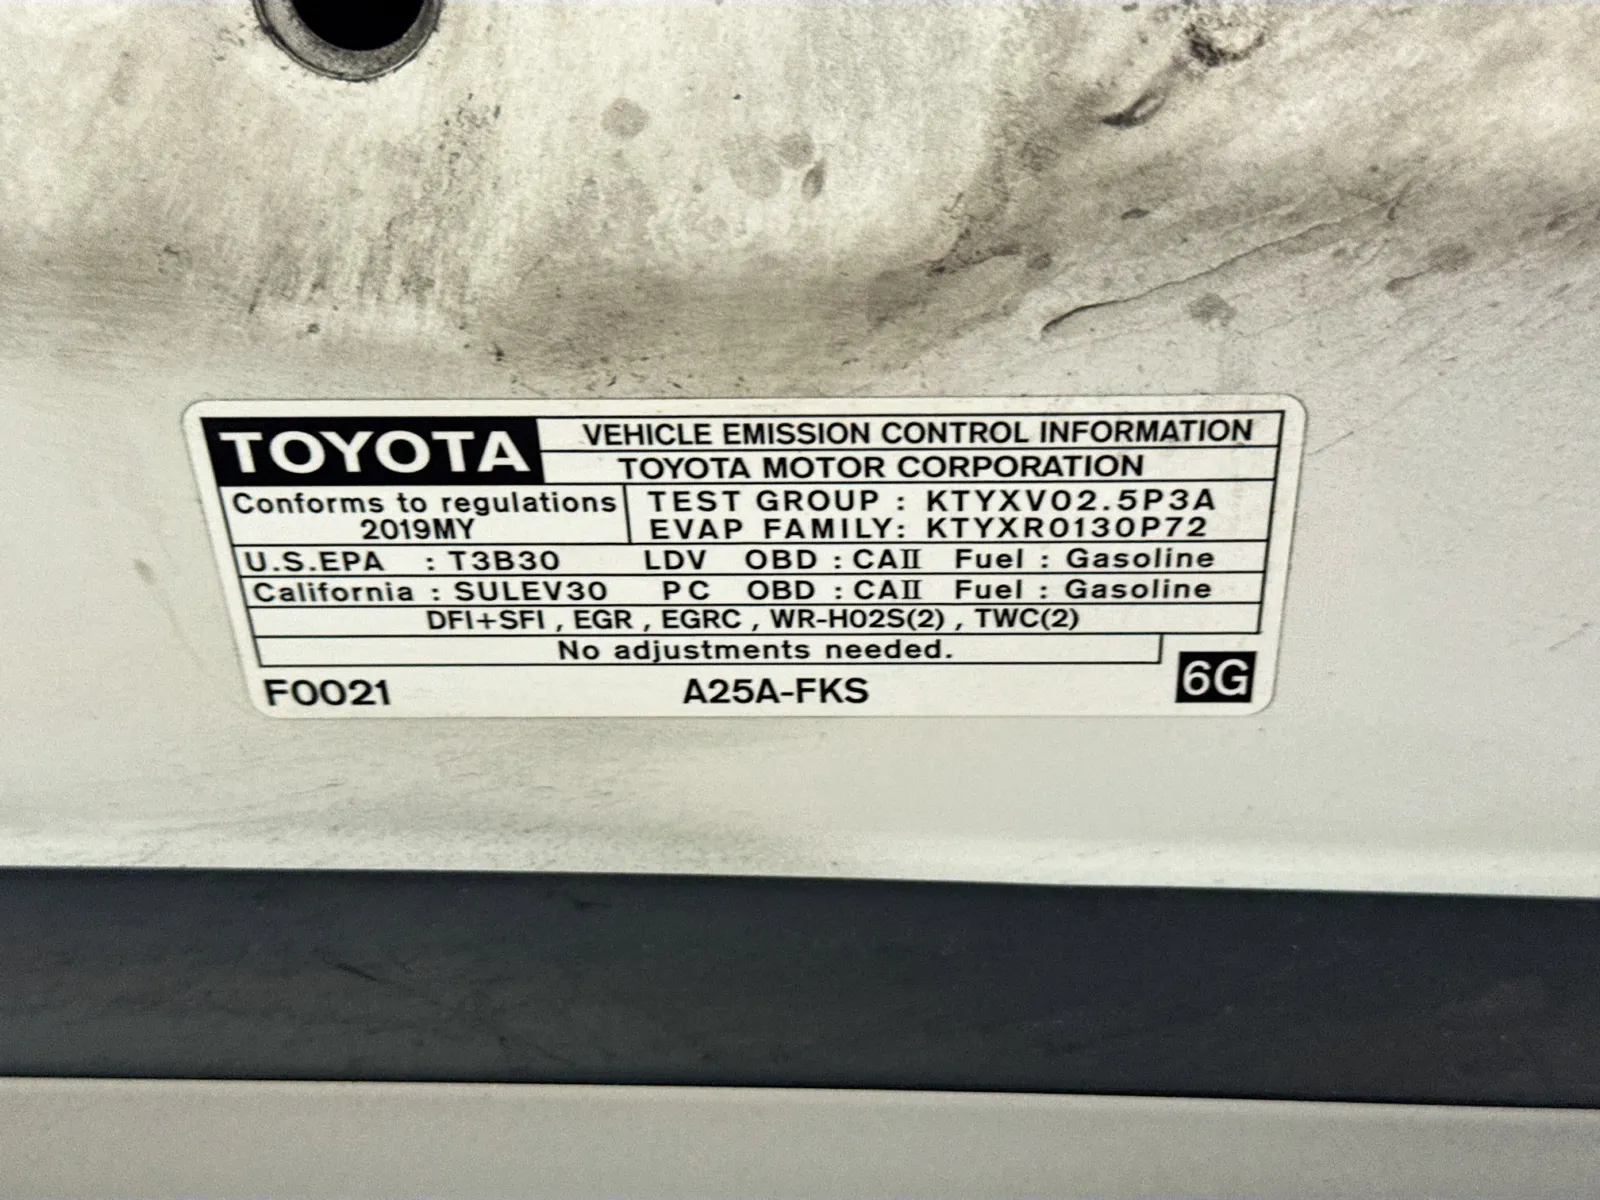 TOYOTA
VEHICLE EMISSION CONTROL INFORMATION
TOYOTA MOTOR CORPORATION
Conforms to regulations
2019MY
TEST GROUP : KTYXV02.5P3A
EVAP FAMILY: KTYXR0130P72
U.S.EPA : T3B30 LDV OBD : CAII Fuel : Gasoline
California : SULEV30 PC OBD : CAII Fuel : Gasoline
DFI+SFI , EGR , EGRC , WR-HO2S(2) , TWC(2)
No adjustments needed.
F0021 A25A-FKS 6G